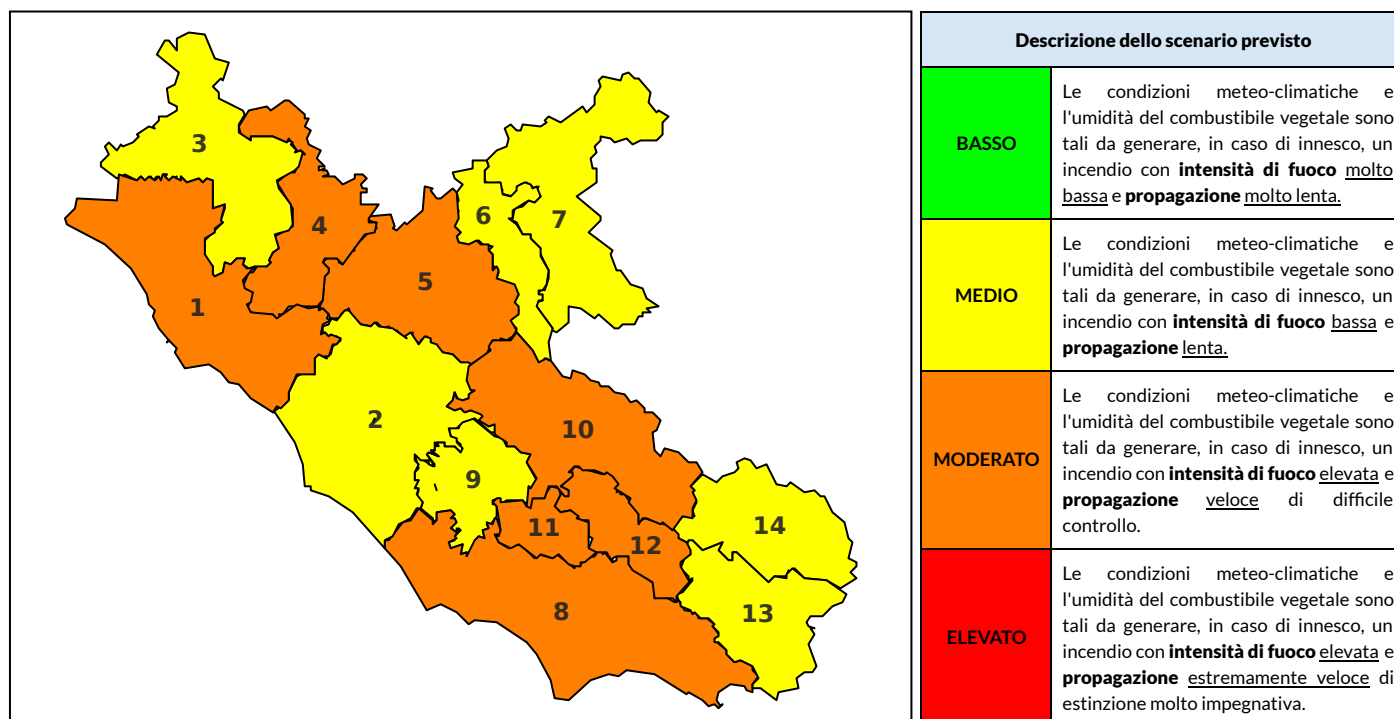 3
4
6
7
5
1
2
10
9
11
12
14
8
13
Descrizione dello scenario previsto
BASSO
Le condizioni meteo-climatiche e
l'umidità del combustibile vegetale sono
tali da generare, in caso di innesco, un
incendio con intensità di fuoco molto
bassa e propagazione molto lenta.
MEDIO
Le condizioni meteo-climatiche e
l'umidità del combustibile vegetale sono
tali da generare, in caso di innesco, un
incendio con intensità di fuoco bassa e
propagazione lenta.
MODERATO
Le condizioni meteo-climatiche e
l'umidità del combustibile vegetale sono
tali da generare, in caso di innesco, un
incendio con intensità di fuoco elevata e
propagazione veloce di difficile
controllo.
ELEVATO
Le condizioni meteo-climatiche e
l'umidità del combustibile vegetale sono
tali da generare, in caso di innesco, un
incendio con intensità di fuoco elevata e
propagazione estremamente veloce di
estinzione molto impegnativa.